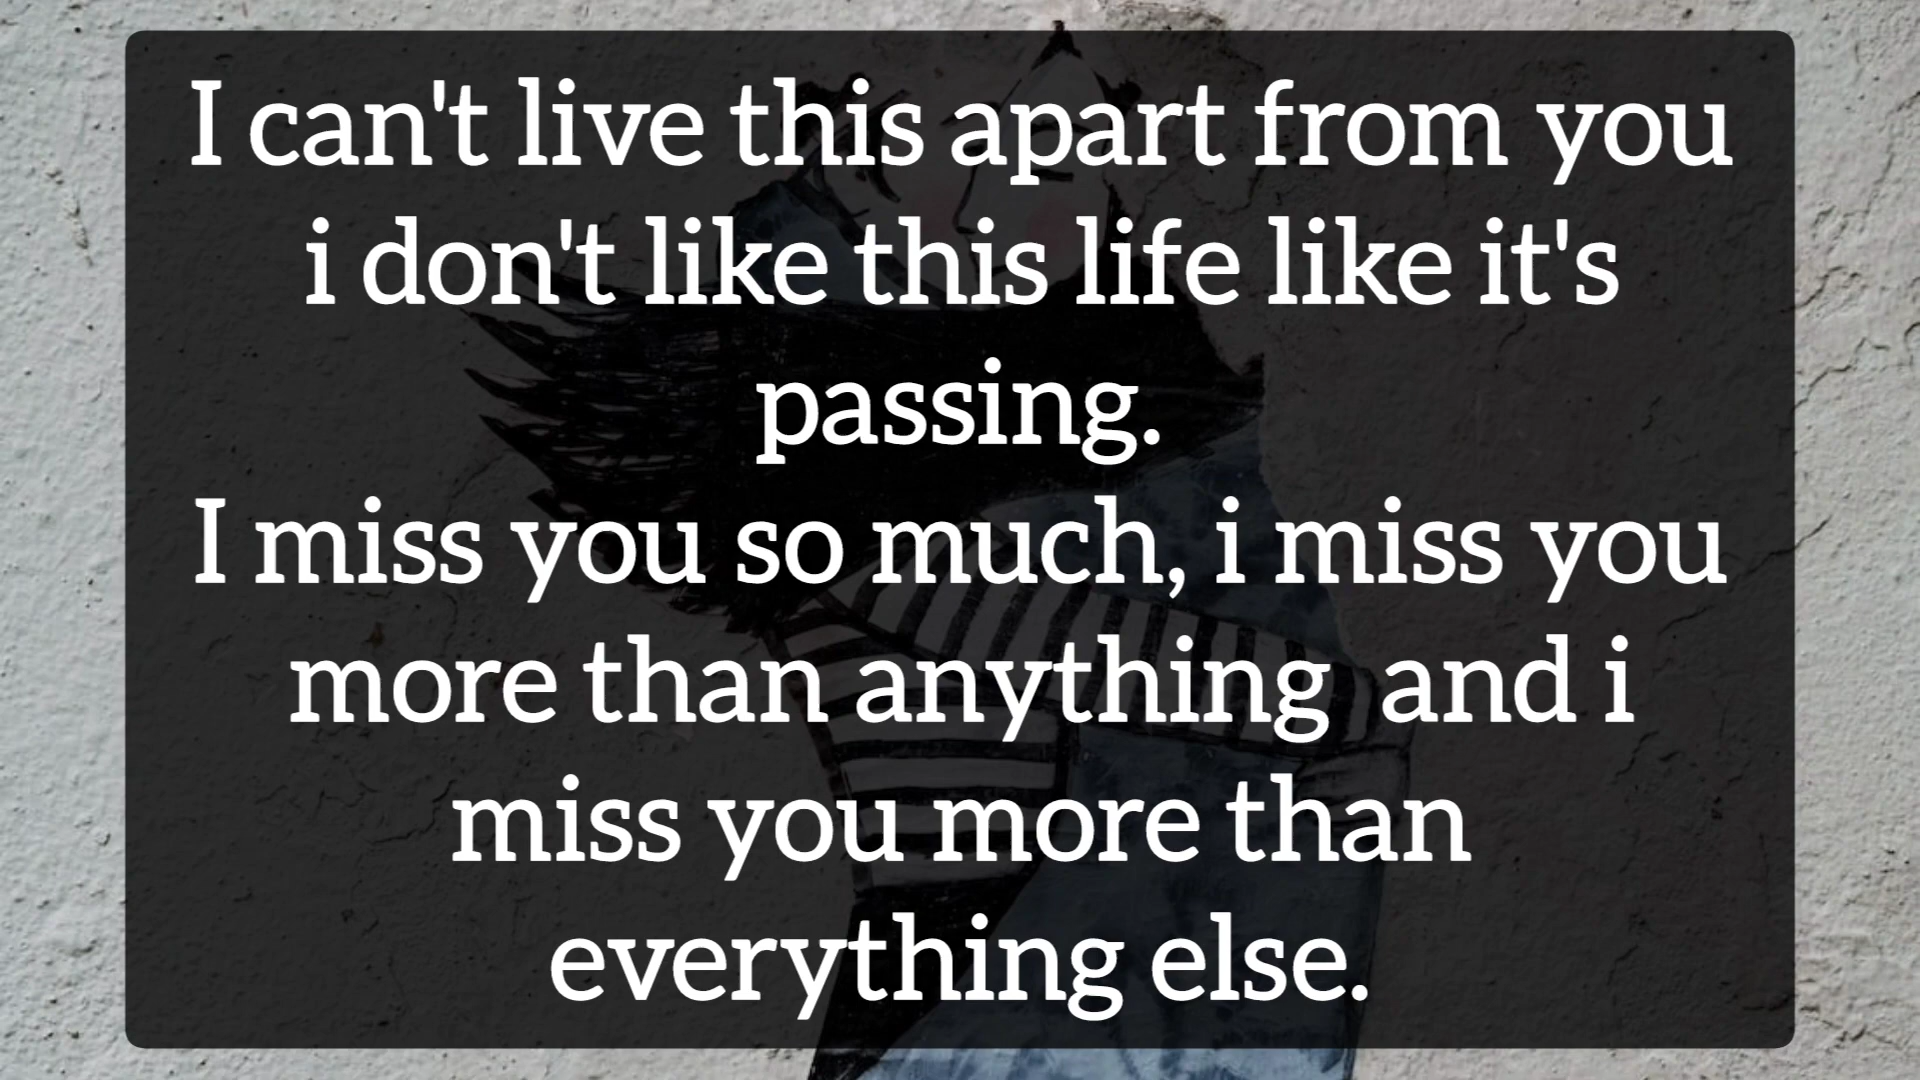 I can't live this apart from you
i don't like this life like it's
passing.
I miss you so much, i miss you
more than anything  and i
miss you more than
everything else.